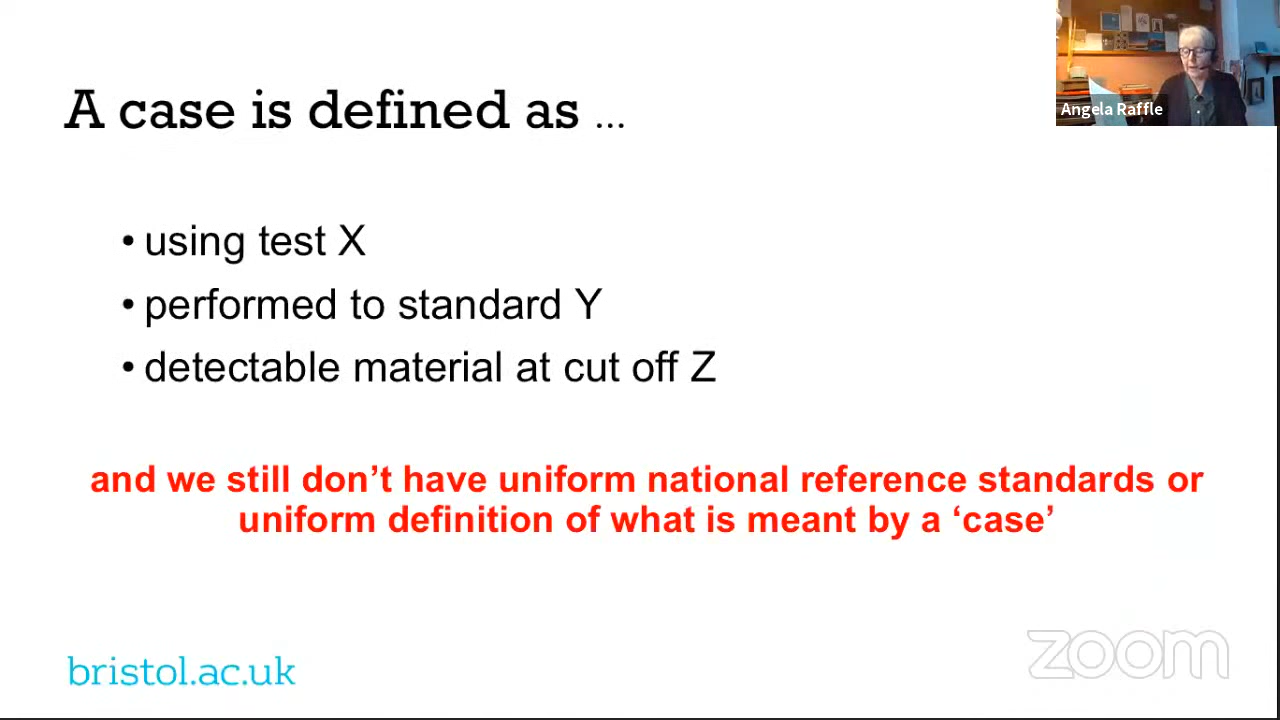 A case is defined as ...
Angela Raffle
• using test X
• performed to standard Y
• detectable material at cut off Z
and we still don’t have uniform national reference standards or
uniform definition of what is meant by a ‘case’
bristol.ac.uk
zoom